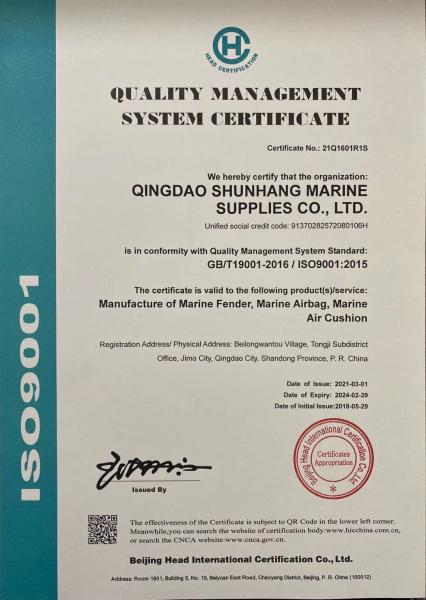 HC
HEAD CERTIFICATION
QUALITY MANAGEMENT
SYSTEM CERTIFICATE
Certificate No.: 21Q1601R1S
We hereby certify that the organization:
QINGDAO SHUNHANG MARINE
SUPPLIES CO., LTD.
Unified social credit code: 91370282572080106H
is in conformity with Quality Management System Standard:
GB/T19001-2016 / ISO9001:2015
The certificate is valid to the following product(s)/service:
Manufacture of Marine Fender, Marine Airbag, Marine
Air Cushion
Registration Address/ Physical Address: Beilongwantou Village, Tongji Subdistrict
Office, Jimo City, Qingdao City, Shandong Province, P. R. China
Date of Issue: 2021-03-01
Date of Expiry: 2024-02-29
Date of Initial Issue:2018-05-29
ISO9001
Beijing Head International Certification Co.,Ltd.
Certificates
Appropriation
Issued By
The effectiveness of the Certificate is subject to QR Code in the lower left corner.
Meanwhile,you can search the website of certification body:www.hicchina.com.cn,
or search the CNCA website:www.cnca.gov.cn.
Beijing Head International Certification Co., Ltd.
Address: Room 1601, Building 5, No. 19, Beiyuan East Road, Chaoyang District, Beijing, P. R. China (100012)